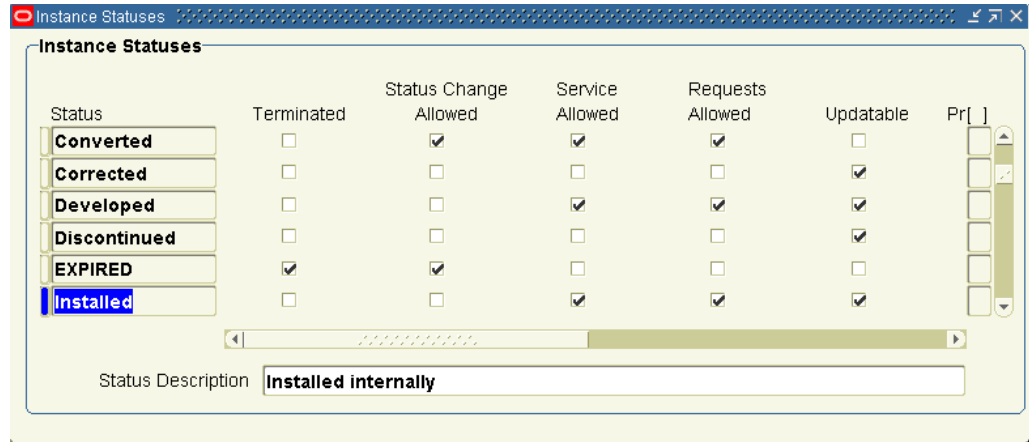 Instance Statuses
Instance Statuses
Status Change Service Requests
Status Terminated Allowed Allowed Allowed Updatable Pr[ ]
Converted
Corrected
Developed
Discontinued
EXPIRED
Installed
Status Description Installed internally